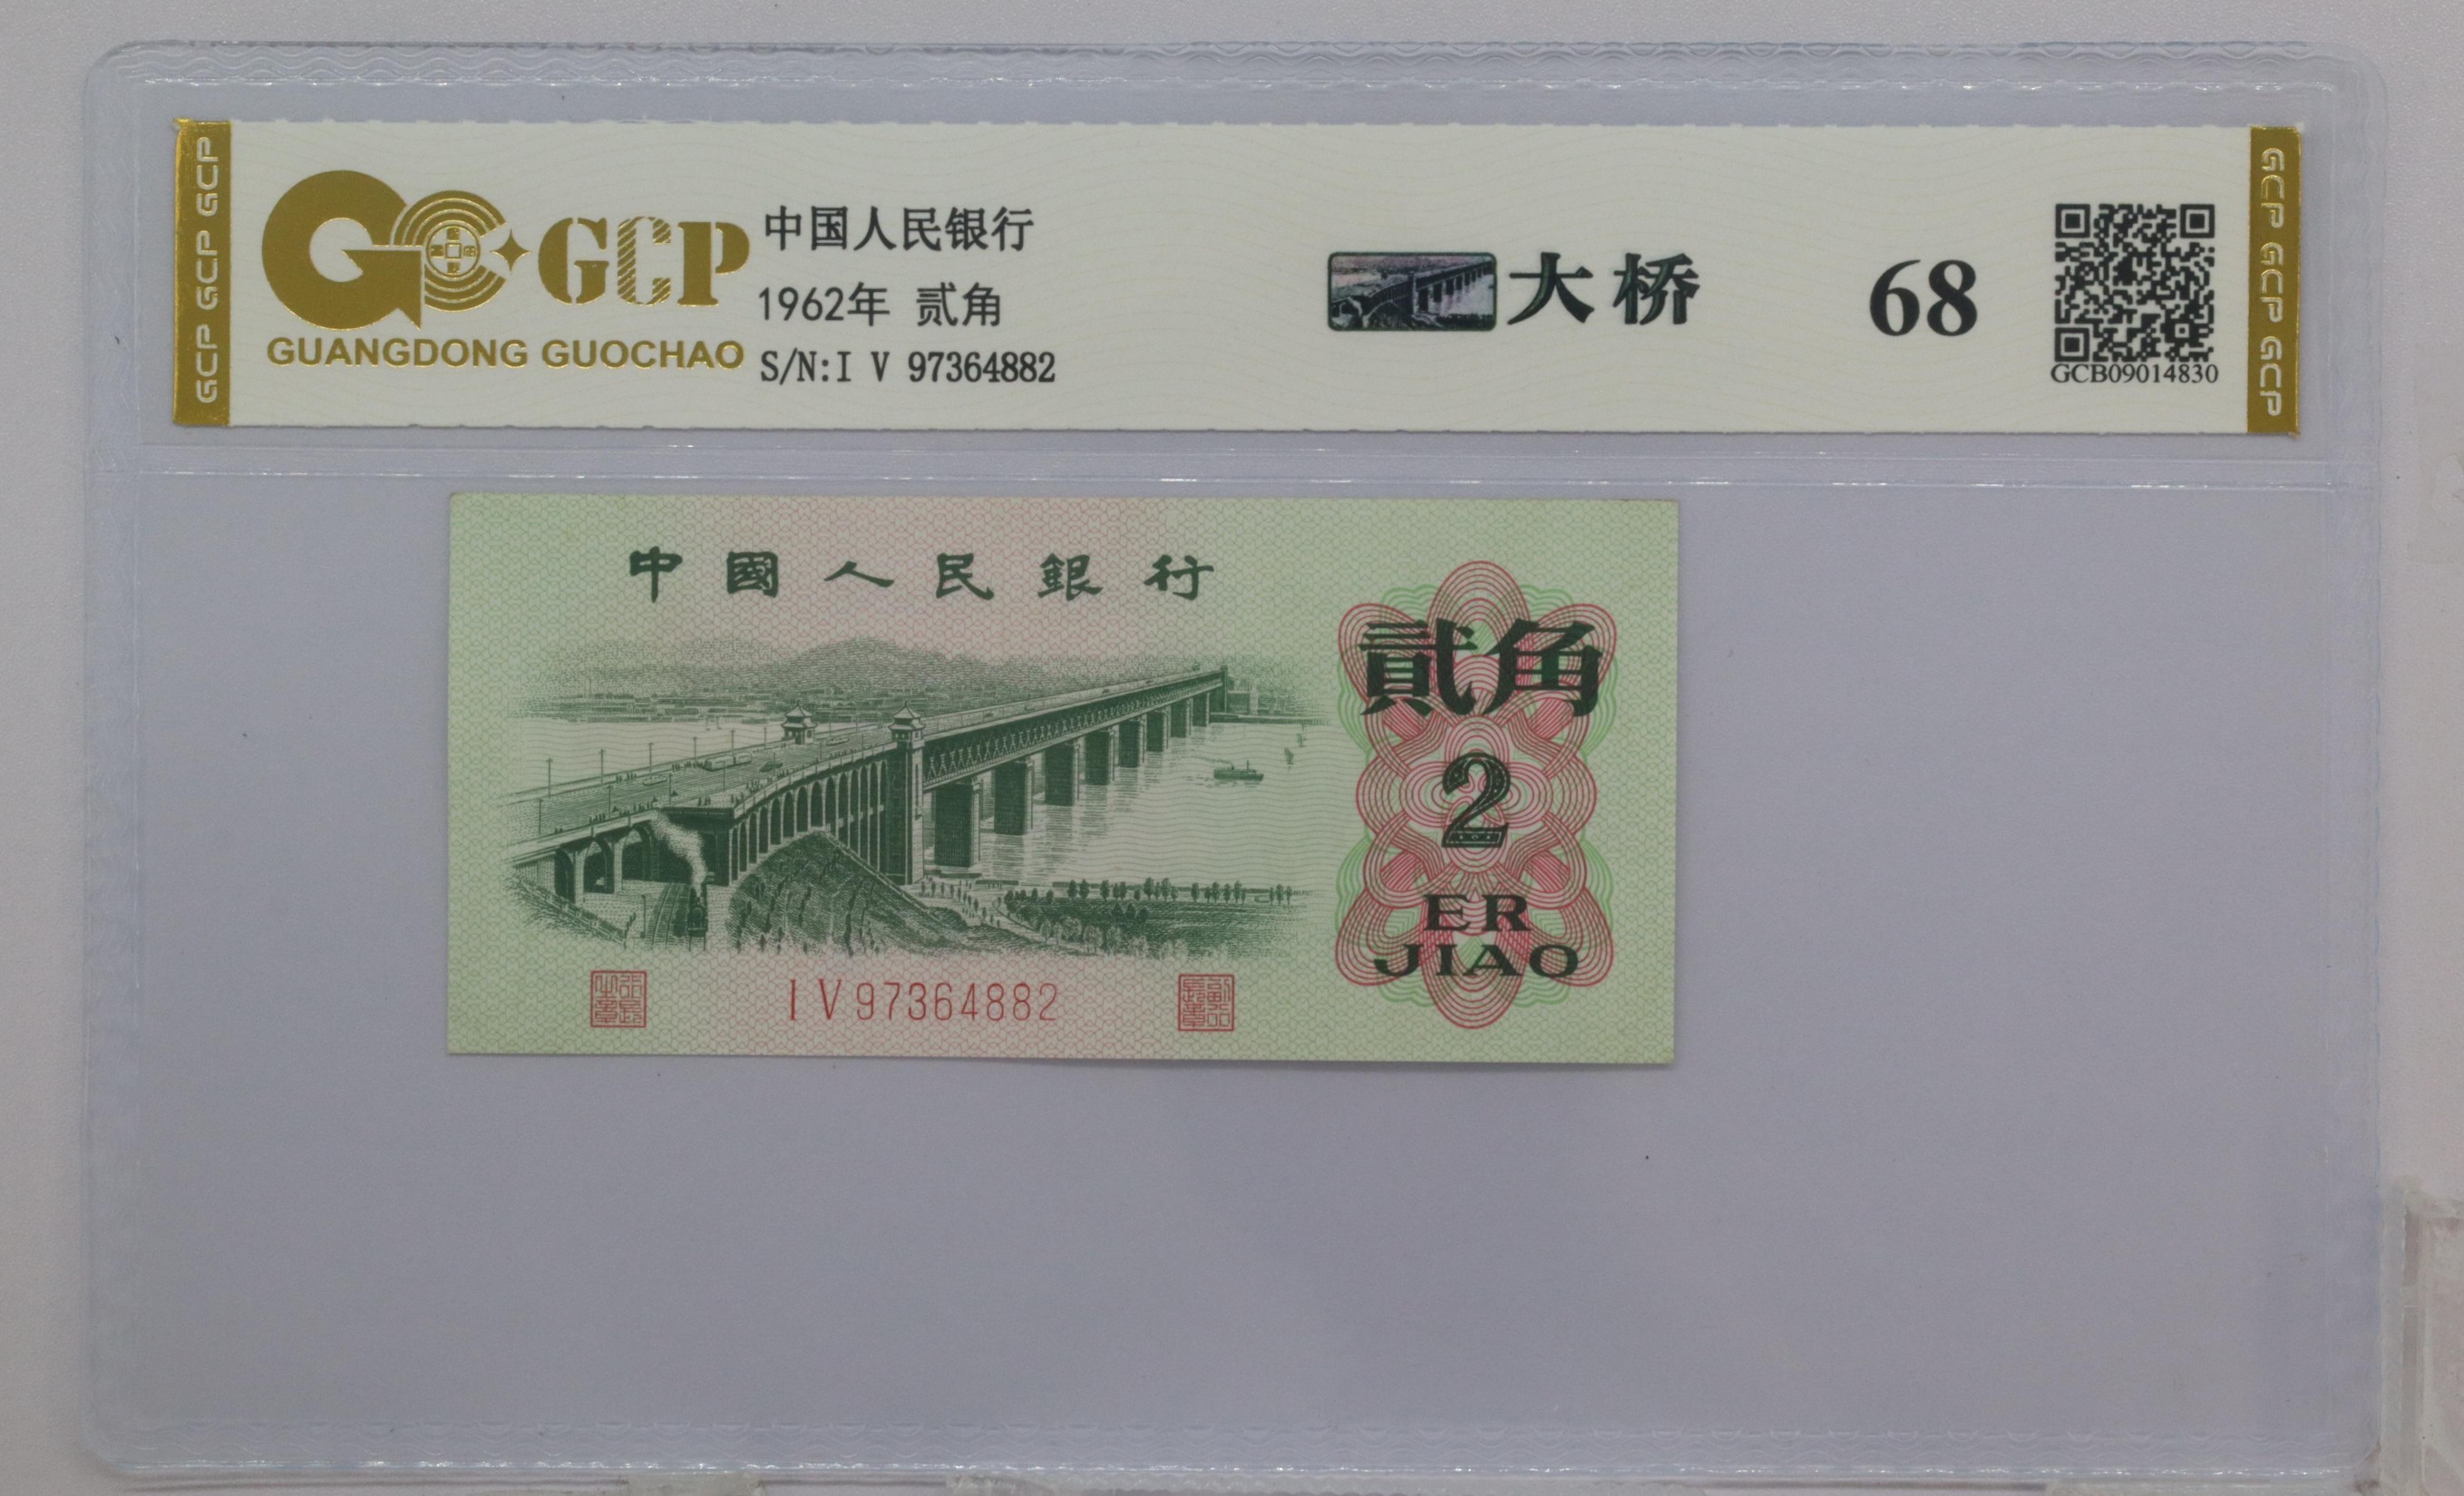 GCP GCP GCP
GCP
GUANGDONG GUOCHAO
中国人民银行
1962年 贰角
S/N:I V 97364882
大桥
68
GCB09014830
GCP GCP GCP
中國人民銀行
貳角
2
ER
JIAO
I V 97364882